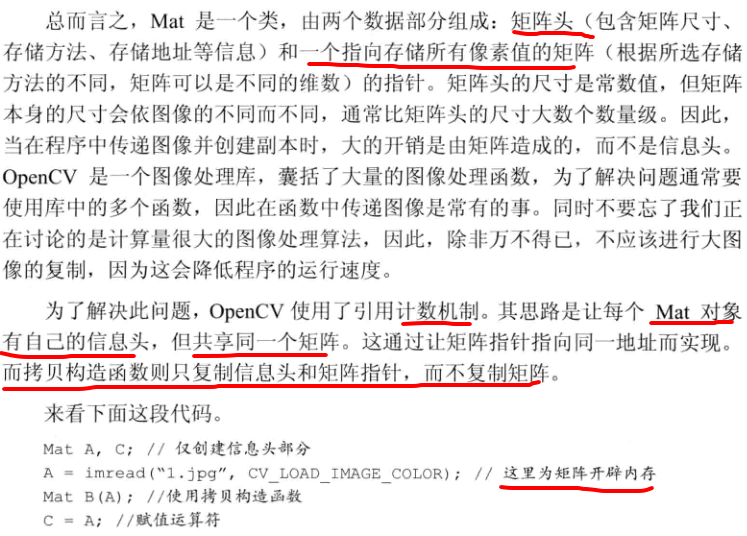 总而言之，Mat 是一个类，由两个数据部分组成：矩阵头（包含矩阵尺寸、
存储方法、存储地址等信息）和一个指向存储所有像素值的矩阵（根据所选存储
方法的不同，矩阵可以是不同的维数）的指针。矩阵头的尺寸是常数值，但矩阵
本身的尺寸会依图像的不同而不同，通常比矩阵头的尺寸大数个数量级。因此，
当在程序中传递图像并创建副本时，大的开销是由矩阵造成的，而不是信息头。
OpenCV 是一个图像处理库，囊括了大量的图像处理函数，为了解决问题通常要
使用库中的多个函数，因此在函数中传递图像是常有的事。同时不要忘了我们正
在讨论的是计算量很大的图像处理算法，因此，除非万不得已，不应该进行大图
像的复制，因为这会降低程序的运行速度。
为了解决此问题，OpenCV 使用了引用计数机制。其思路是让每个 Mat 对象
有自己的信息头，但共享同一个矩阵。这通过让矩阵指针指向同一地址而实现。
而拷贝构造函数则只复制信息头和矩阵指针，而不复制矩阵。
来看下面这段代码。
Mat A, C; // 仅创建信息头部分
A = imread(“1.jpg”, CV_LOAD_IMAGE_COLOR); // 这里为矩阵开辟内存
Mat B(A); //使用拷贝构造函数
C = A; //赋值运算符